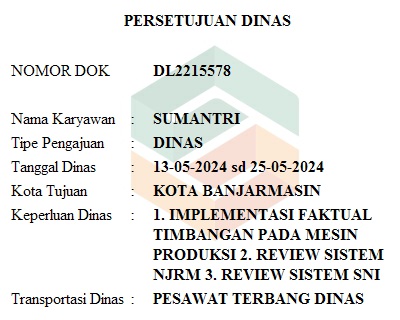 PERSETUJUAN DINAS
NOMOR DOK DL2215578
Nama Karyawan : SUMANTRI
Tipe Pengajuan : DINAS
Tanggal Dinas : 13-05-2024 sd 25-05-2024
Kota Tujuan : KOTA BANJARMASIN
Keperluan Dinas : 1. IMPLEMENTASI FAKTUAL
TIMBANGAN PADA MESIN
PRODUKSI 2. REVIEW SISTEM
NJRM 3. REVIEW SISTEM SNI
Transportasi Dinas : PESAWAT TERBANG DINAS